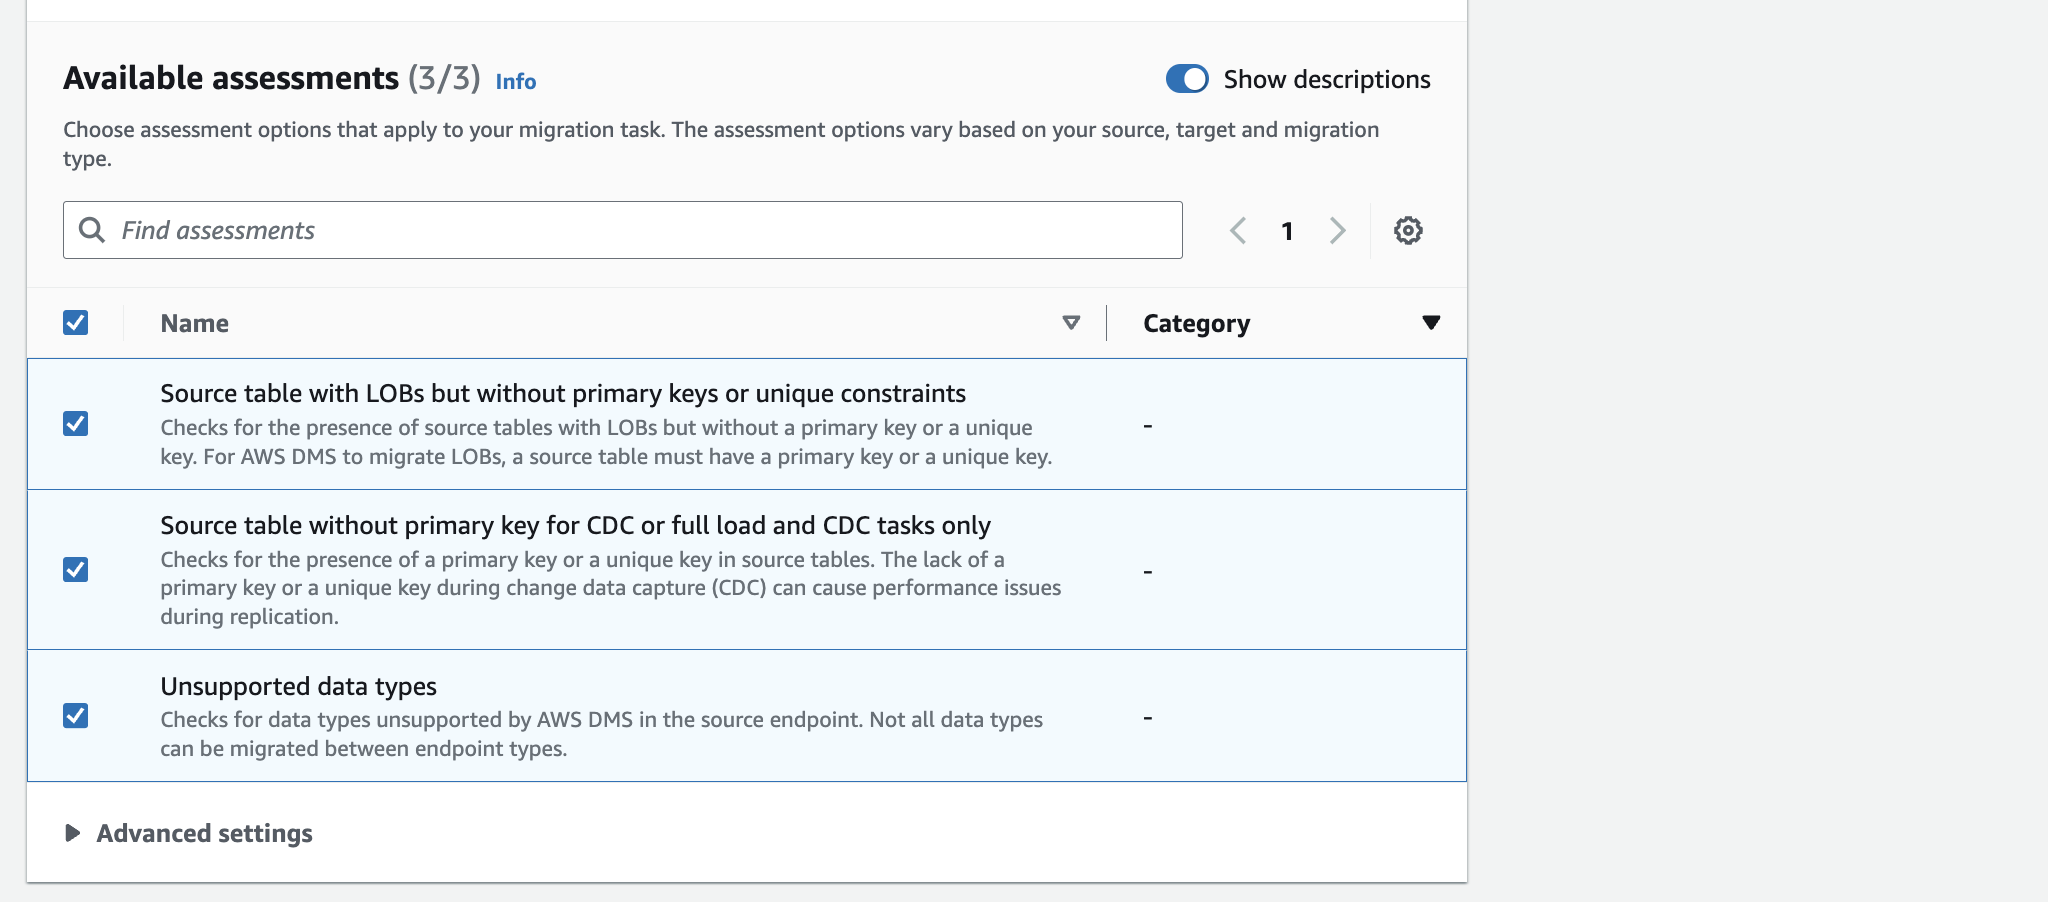 Available assessments (3/3) Info
Show descriptions
Choose assessment options that apply to your migration task. The assessment options vary based on your source, target and migration
type.
Find assessments
1
Name
Category
Source table with LOBs but without primary keys or unique constraints
Checks for the presence of source tables with LOBs but without a primary key or a unique
key. For AWS DMS to migrate LOBs, a source table must have a primary key or a unique key.
-
Source table without primary key for CDC or full load and CDC tasks only
Checks for the presence of a primary key or a unique key in source tables. The lack of a
primary key or a unique key during change data capture (CDC) can cause performance issues
during replication.
-
Unsupported data types
Checks for data types unsupported by AWS DMS in the source endpoint. Not all data types
can be migrated between endpoint types.
-
Advanced settings